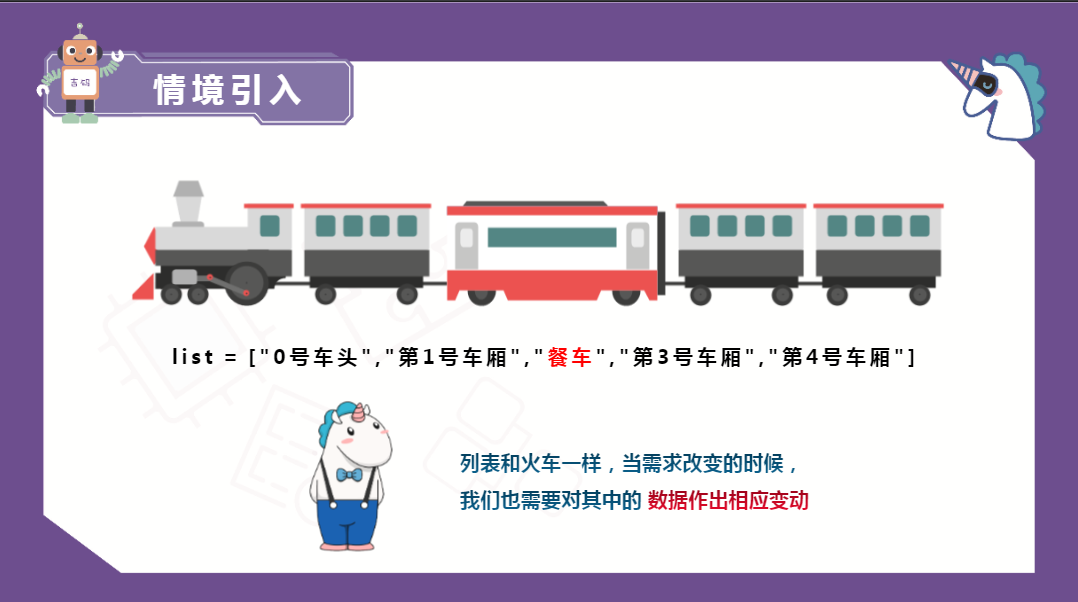 情境引入
list = ["0号车头","第1号车厢","餐车","第3号车厢","第4号车厢"]
列表和火车一样，当需求改变的时候，
我们也需要对其中的 数据作出相应变动